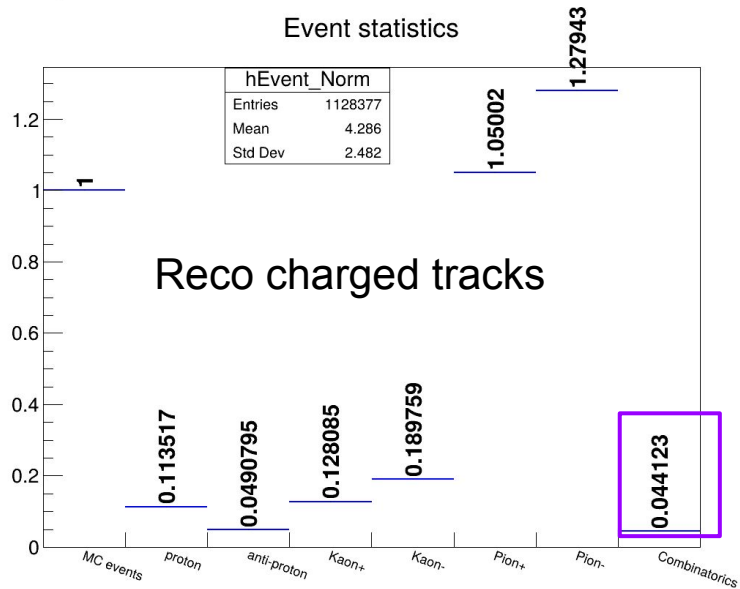 Event statistics
hEvent_Norm
Entries 1128377
Mean 4.286
Std Dev 2.482
1.2
1
0.8
0.6
0.4
0.2
0
1
0.113517
0.0490795
0.128085
0.189759
1.05002
1.27943
0.044123
Reco charged tracks
MC events
proton
anti-proton
Kaon+
Kaon-
Pion+
Pion-
Combinatorics